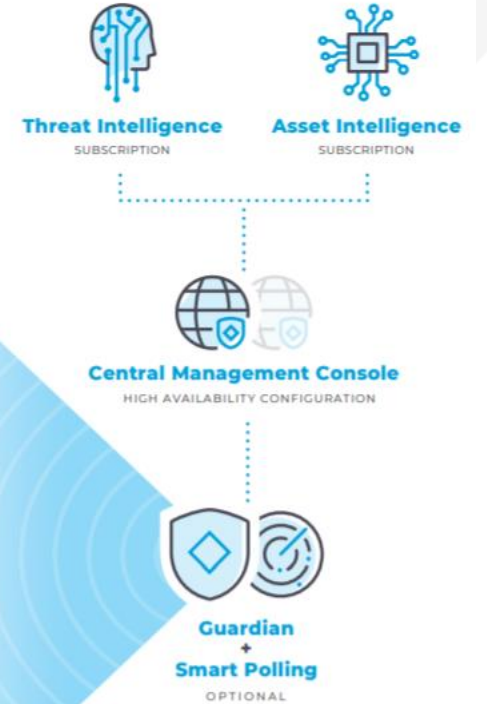 Threat Intelligence
SUBSCRIPTION
Asset Intelligence
SUBSCRIPTION
Central Management Console
HIGH AVAILABILITY CONFIGURATION
Guardian
+
Smart Polling
OPTIONAL